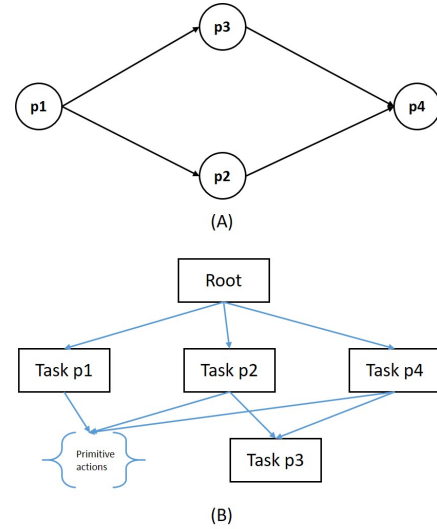 p3
p1
p4
p2
(A)
Root
Task p1
Task p2
Task p4
Primitive
actions
Task p3
(B)